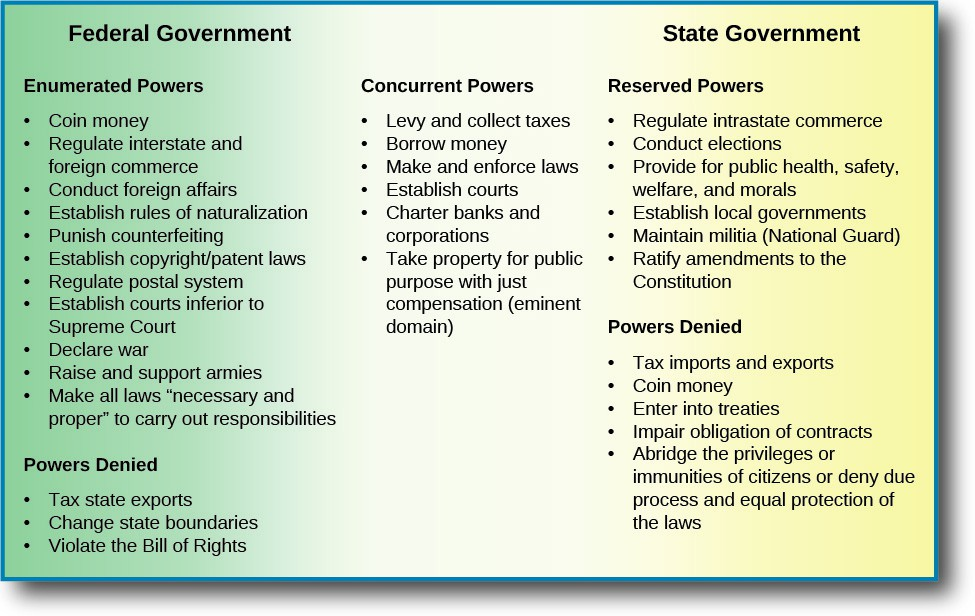 Federal Government
State Government
Enumerated Powers
• Coin money
• Regulate interstate and
foreign commerce
• Conduct foreign affairs
• Establish rules of naturalization
• Punish counterfeiting
• Establish copyright/patent laws
• Regulate postal system
• Establish courts inferior to
Supreme Court
• Declare war
• Raise and support armies
• Make all laws “necessary and
proper” to carry out responsibilities
Powers Denied
• Tax state exports
• Change state boundaries
• Violate the Bill of Rights
Concurrent Powers
• Levy and collect taxes
• Borrow money
• Make and enforce laws
• Establish courts
• Charter banks and
corporations
• Take property for public
purpose with just
compensation (eminent
domain)
Reserved Powers
• Regulate intrastate commerce
• Conduct elections
• Provide for public health, safety,
welfare, and morals
• Establish local governments
• Maintain militia (National Guard)
• Ratify amendments to the
Constitution
Powers Denied
• Tax imports and exports
• Coin money
• Enter into treaties
• Impair obligation of contracts
• Abridge the privileges or
immunities of citizens or deny due
process and equal protection of
the laws